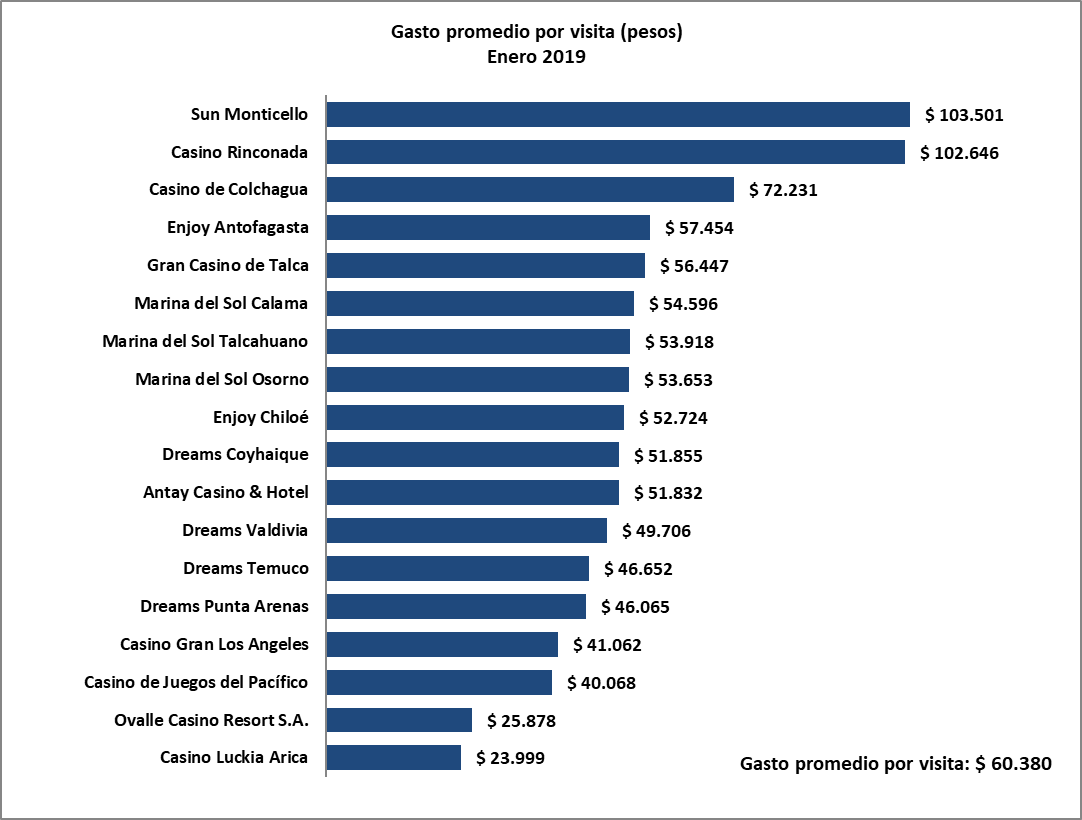 Gasto promedio por visita (pesos)
Enero 2019
Sun Monticello $ 103.501
Casino Rinconada $ 102.646
Casino de Colchagua $ 72.231
Enjoy Antofagasta $ 57.454
Gran Casino de Talca $ 56.447
Marina del Sol Calama $ 54.596
Marina del Sol Talcahuano $ 53.918
Marina del Sol Osorno $ 53.653
Enjoy Chiloé $ 52.724
Dreams Coyhaique $ 51.855
Antay Casino & Hotel $ 51.832
Dreams Valdivia $ 49.706
Dreams Temuco $ 46.652
Dreams Punta Arenas $ 46.065
Casino Gran Los Angeles $ 41.062
Casino de Juegos del Pacífico $ 40.068
Ovalle Casino Resort S.A. $ 25.878
Casino Luckia Arica $ 23.999
Gasto promedio por visita: $ 60.380